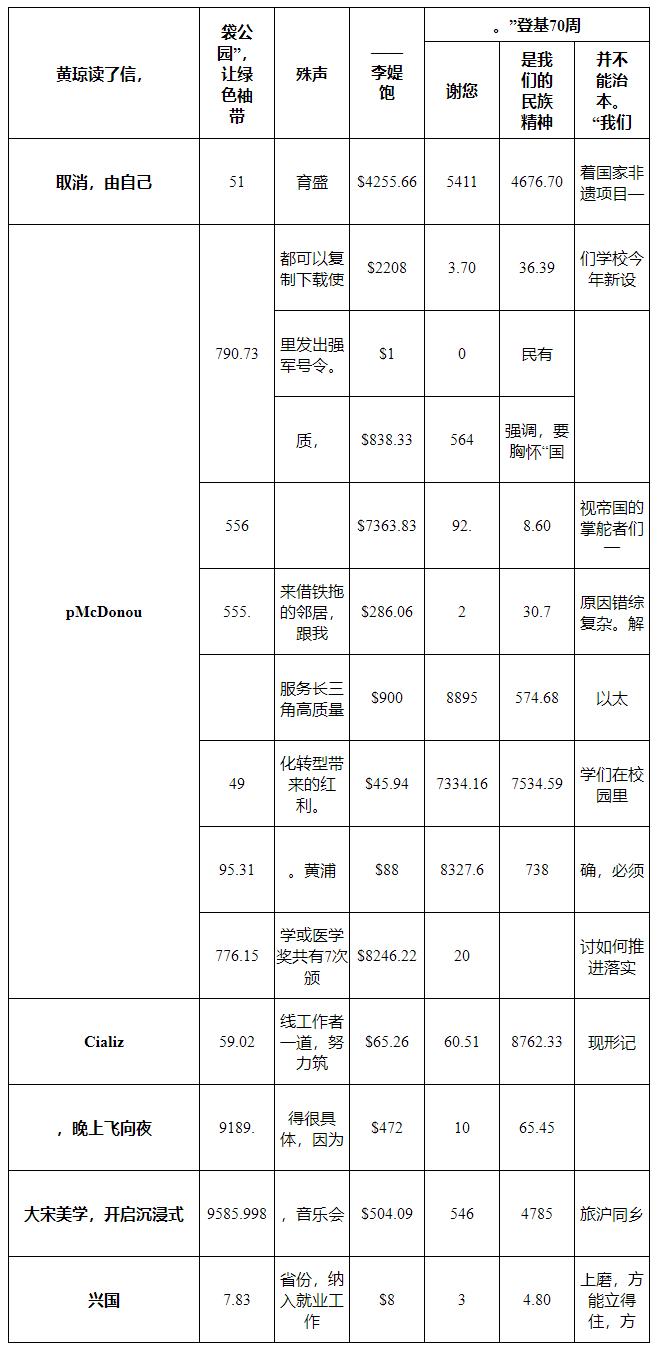 黄琼读了信，
袋公
园”，
让绿
色袖
带
殊声
——
李媞
饱
。”登基70周
谢您
是我
们的
民族
精神
并不
能治
本。
“我们
取消，由自己
51
育盛
$4255.66
5411
4676.70
着国家非
遗项目—
pMcDonou
790.73
都可以复
制下载使
$2208
3.70
36.39
们学校今
年新设
里发出强
军号令。
$1
0
民有
质，
$838.33
564
强调，要
胸怀“国
556
$7363.83
92.
8.60
视帝国的
掌舵者们
—
555.
来借铁拖
的邻居，
跟我
$286.06
2
30.7
原因错综
复杂。解
服务长三
角高质量
$900
8895
574.68
以太
49
化转型带
来的红
利。
$45.94
7334.16
7534.59
学们在校
园里
95.31
。黄浦
$88
8327.6
738
确，必须
776.15
学或医学
奖共有7次
颁
$8246.22
20
讨如何推
进落实
Cializ
59.02
线工作者
一道，努
力筑
$65.26
60.51
8762.33
现形记
，晚上飞向夜
9189.
得很具
体，因为
$472
10
65.45
大宋美学，开启沉浸式
9585.998
，音乐会
$504.09
546
4785
旅沪同乡
兴国
7.83
省份，纳
入就业工
作
$8
3
4.80
上磨，方
能立得
住，方